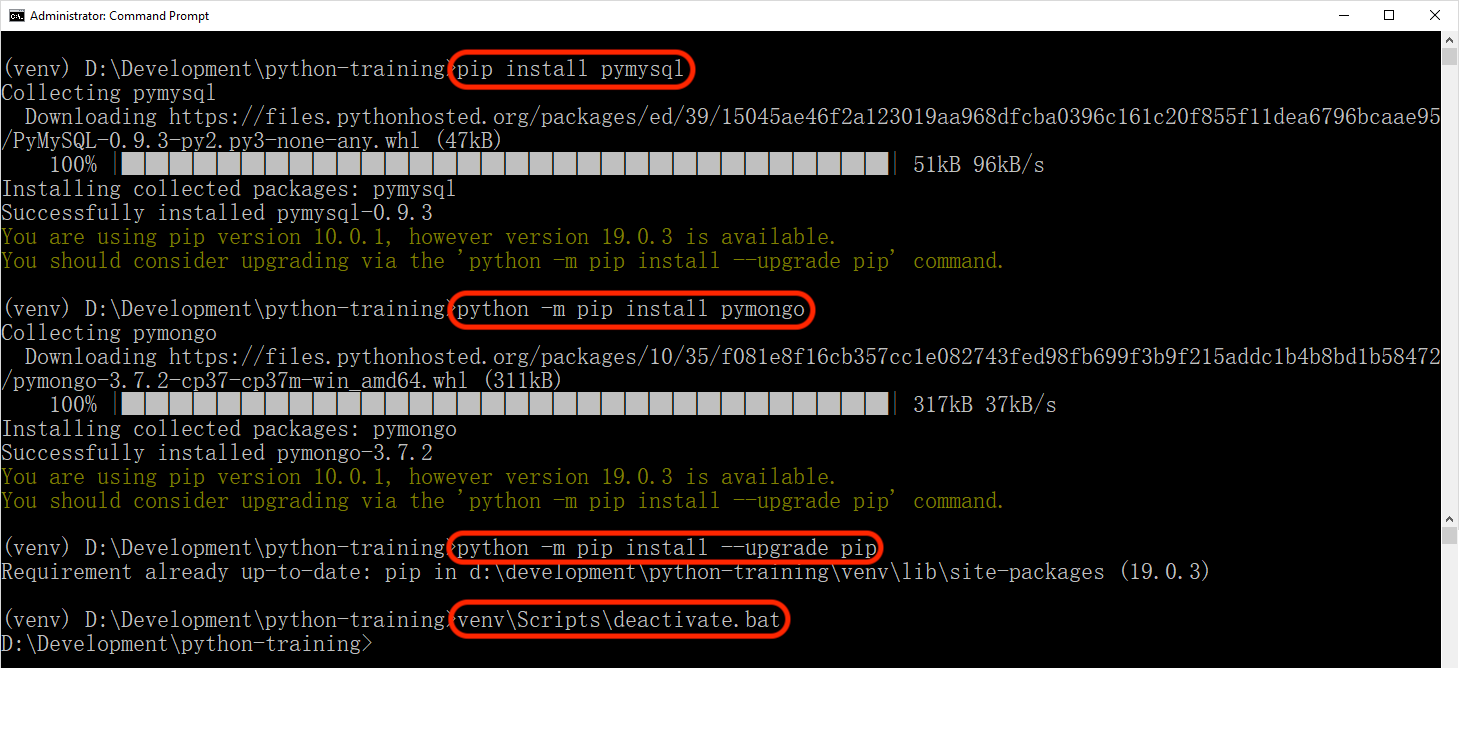 Administrator: Command Prompt
(venv) D:\Development\python-training>pip install pymysql
Collecting pymysql
  Downloading https://files.pythonhosted.org/packages/ed/39/15045ae46f2a123019aa968dfcba0396c161c20f855f11dea6796bcaae95
/PyMySQL-0.9.3-py2.py3-none-any.whl (47kB)
    100% |████████████████████████████████| 51kB 96kB/s
Installing collected packages: pymysql
Successfully installed pymysql-0.9.3
You are using pip version 10.0.1, however version 19.0.3 is available.
You should consider upgrading via the 'python -m pip install --upgrade pip' command.
(venv) D:\Development\python-training>python -m pip install pymongo
Collecting pymongo
  Downloading https://files.pythonhosted.org/packages/10/35/f081e8f16cb357cc1e082743fed98fb699f3b9f215addc1b4b8bd1b58472
/pymongo-3.7.2-cp37-cp37m-win_amd64.whl (311kB)
    100% |████████████████████████████████| 317kB 37kB/s
Installing collected packages: pymongo
Successfully installed pymongo-3.7.2
You are using pip version 10.0.1, however version 19.0.3 is available.
You should consider upgrading via the 'python -m pip install --upgrade pip' command.
(venv) D:\Development\python-training>python -m pip install --upgrade pip
Requirement already up-to-date: pip in d:\development\python-training\venv\lib\site-packages (19.0.3)
(venv) D:\Development\python-training>venv\Scripts\deactivate.bat
D:\Development\python-training>